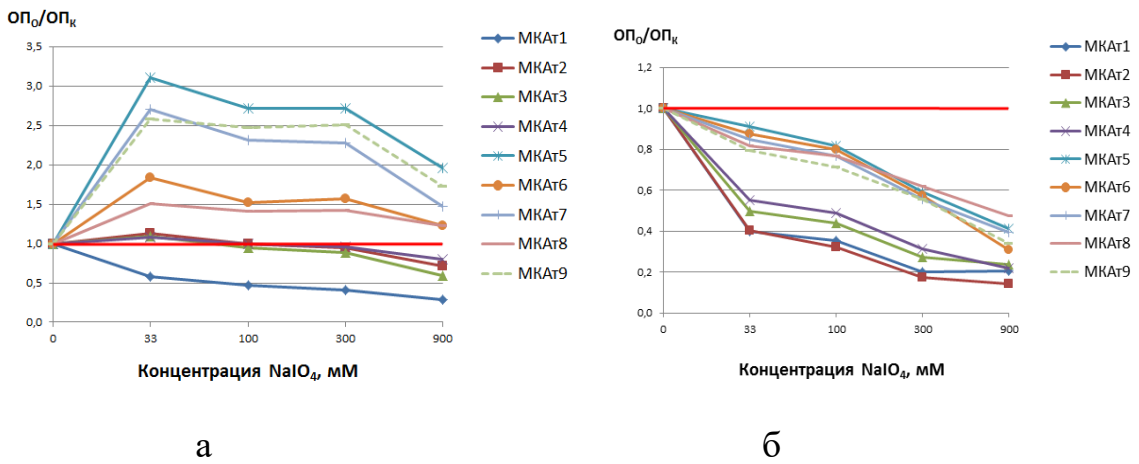 ОПО/ОПК
3,5
3,0
2,5
2,0
1,5
1,0
0,5
0,0
0 33 100 300 900
Концентрация NaIO4, мМ
МКАт1
МКАт2
МКАт3
МКАт4
МКАт5
МКАт6
МКАт7
МКАт8
МКАт9
а
ОПО/ОПК
1,2
1,0
0,8
0,6
0,4
0,2
0,0
0 33 100 300 900
Концентрация NaIO4, мМ
МКАт1
МКАт2
МКАт3
МКАт4
МКАт5
МКАт6
МКАт7
МКАт8
МКАт9
б